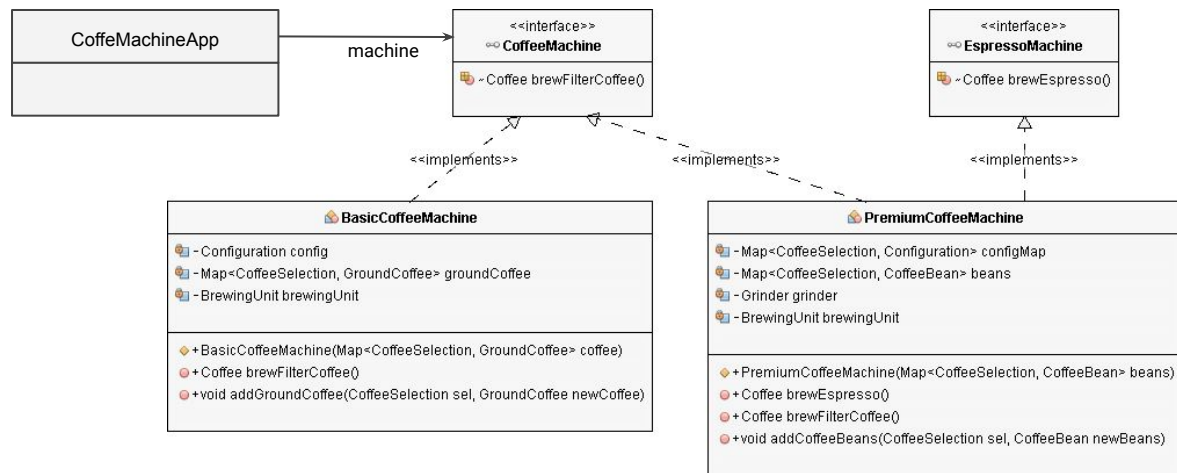 CoffeMachineApp
machine
<<interface>>
CoffeeMachine
~Coffee brewFilterCoffee()
<<interface>>
EspressoMachine
~Coffee brewEspresso()
<<implements>>
<<implements>>
<<implements>>
BasicCoffeeMachine
-Configuration config
-Map<CoffeeSelection, GroundCoffee> groundCoffee
-BrewingUnit brewingUnit
+BasicCoffeeMachine(Map<CoffeeSelection, GroundCoffee> coffee)
+Coffee brewFilterCoffee()
+void addGroundCoffee(CoffeeSelection sel, GroundCoffee newCoffee)
PremiumCoffeeMachine
-Map<CoffeeSelection, Configuration> configMap
-Map<CoffeeSelection, CoffeeBean> beans
-Grinder grinder
-BrewingUnit brewingUnit
+PremiumCoffeeMachine(Map<CoffeeSelection, CoffeeBean> beans)
+Coffee brewEspresso()
+Coffee brewFilterCoffee()
+void addCoffeeBeans(CoffeeSelection sel, CoffeeBean newBeans)